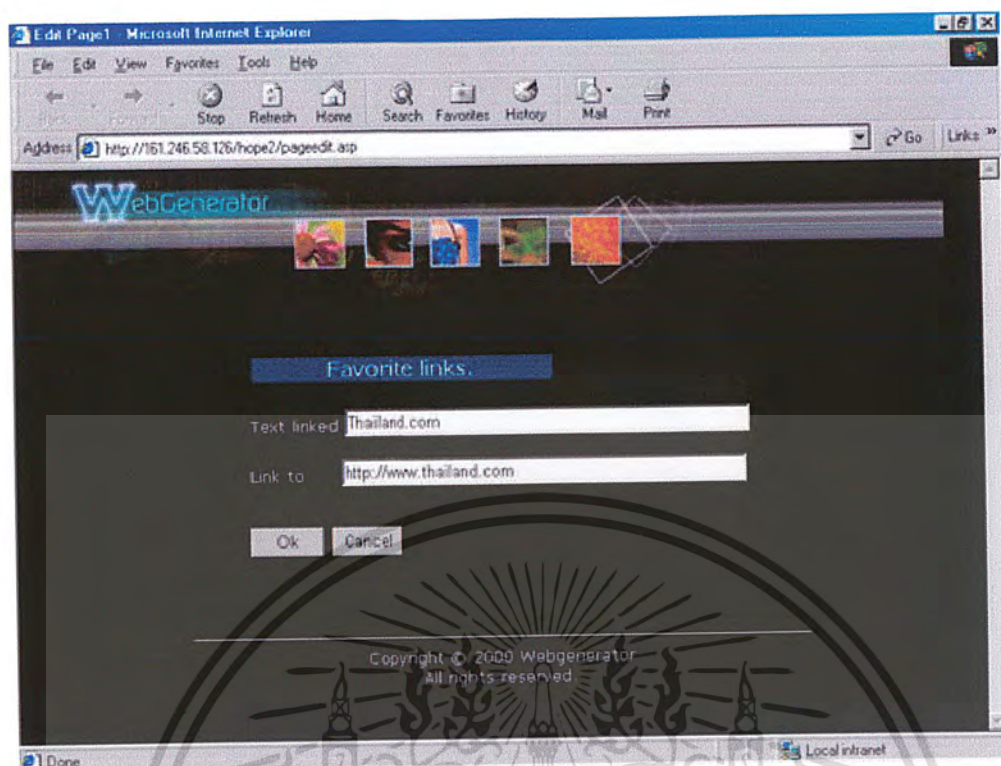 Edit Page1 - Microsoft Internet Explorer
File Edit View Favorites Tools Help
Back Forward Stop Refresh Home Search Favorites History Mail Print
Address http://161.246.58.126/hope2/pageedit.asp Go Links »
WebGenerator
Favorite links.
Text linked Thailand.com
Link to http://www.thailand.com
Ok Cancel
Copyright © 2000 Webgenerator
All rights reserved.
Done Local intranet